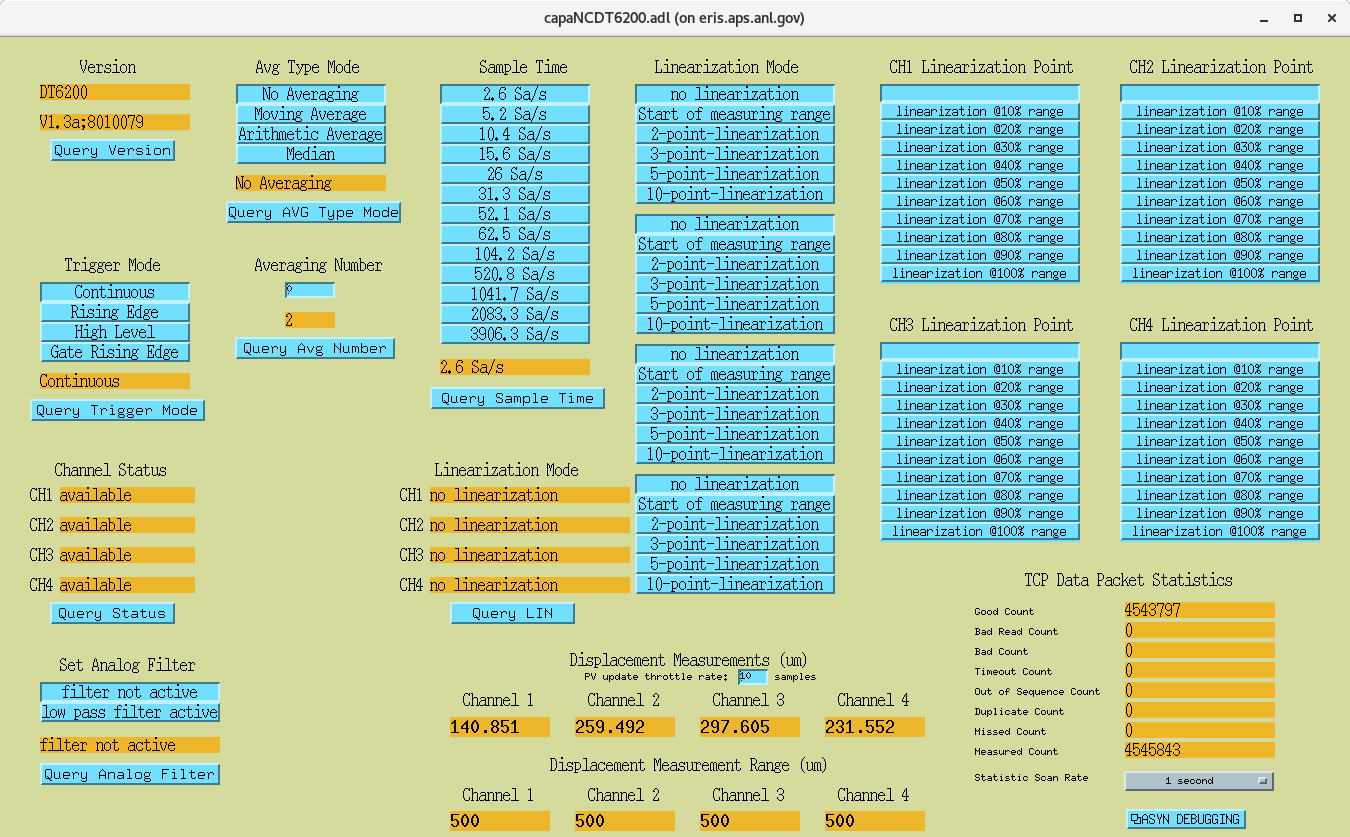 capaNCDT6200.adl (on eris.aps.anl.gov)
Version
DT6200
V1.3a;8010079
Query Version
Avg Type Mode
No Averaging
Moving Average
Arithmetic Average
Median
No Averaging
Query AVG Type Mode
Sample Time
2.6 Sa/s
5.2 Sa/s
10.4 Sa/s
15.6 Sa/s
26 Sa/s
31.3 Sa/s
52.1 Sa/s
62.5 Sa/s
104.2 Sa/s
520.8 Sa/s
1041.7 Sa/s
2083.3 Sa/s
3906.3 Sa/s
2.6 Sa/s
Query Sample Time
Linearization Mode
no linearization
Start of measuring range
2-point-linearization
3-point-linearization
5-point-linearization
10-point-linearization
no linearization
Start of measuring range
2-point-linearization
3-point-linearization
5-point-linearization
10-point-linearization
no linearization
Start of measuring range
2-point-linearization
3-point-linearization
5-point-linearization
10-point-linearization
no linearization
Start of measuring range
2-point-linearization
3-point-linearization
5-point-linearization
10-point-linearization
CH1 Linearization Point
linearization @10% range
linearization @20% range
linearization @30% range
linearization @40% range
linearization @50% range
linearization @60% range
linearization @70% range
linearization @80% range
linearization @90% range
linearization @100% range
CH2 Linearization Point
linearization @10% range
linearization @20% range
linearization @30% range
linearization @40% range
linearization @50% range
linearization @60% range
linearization @70% range
linearization @80% range
linearization @90% range
linearization @100% range
Trigger Mode
Continuous
Rising Edge
High Level
Gate Rising Edge
Continuous
Query Trigger Mode
Averaging Number
0
2
Query Avg Number
CH3 Linearization Point
linearization @10% range
linearization @20% range
linearization @30% range
linearization @40% range
linearization @50% range
linearization @60% range
linearization @70% range
linearization @80% range
linearization @90% range
linearization @100% range
CH4 Linearization Point
linearization @10% range
linearization @20% range
linearization @30% range
linearization @40% range
linearization @50% range
linearization @60% range
linearization @70% range
linearization @80% range
linearization @90% range
linearization @100% range
Channel Status
CH1 available
CH2 available
CH3 available
CH4 available
Query Status
Linearization Mode
CH1 no linearization
CH2 no linearization
CH3 no linearization
CH4 no linearization
Query LIN
Set Analog Filter
filter not active
low pass filter active
filter not active
Query Analog Filter
Displacement Measurements (um)
PV update throttle rate: 10 samples
Channel 1 Channel 2 Channel 3 Channel 4
140.851 259.492 297.605 231.552
Displacement Measurement Range (um)
Channel 1 Channel 2 Channel 3 Channel 4
500 500 500 500
TCP Data Packet Statistics
Good Count 4543797
Bad Read Count 0
Bad Count 0
Timeout Count 0
Out of Sequence Count 0
Duplicate Count 0
Missed Count 0
Measured Count 4545843
Statistic Scan Rate 1 second
ASYN DEBUGGING